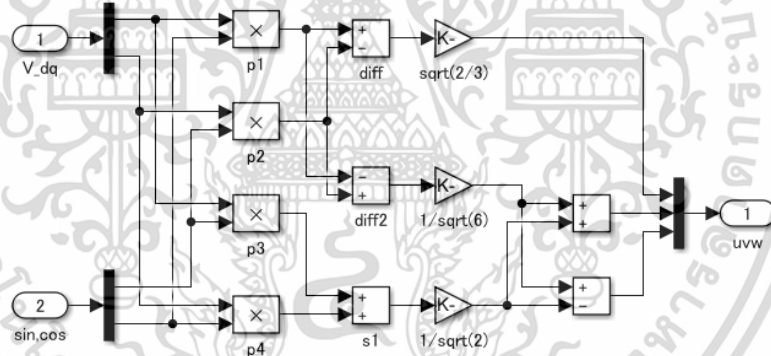 1
V_dq
×
p1
+
−
diff
K-
sqrt(2/3)
×
p2
−
+
diff2
K-
1/sqrt(6)
+
+
1
uvw
×
p3
+
−
2
sin,cos
×
p4
+
+
s1
K-
1/sqrt(2)